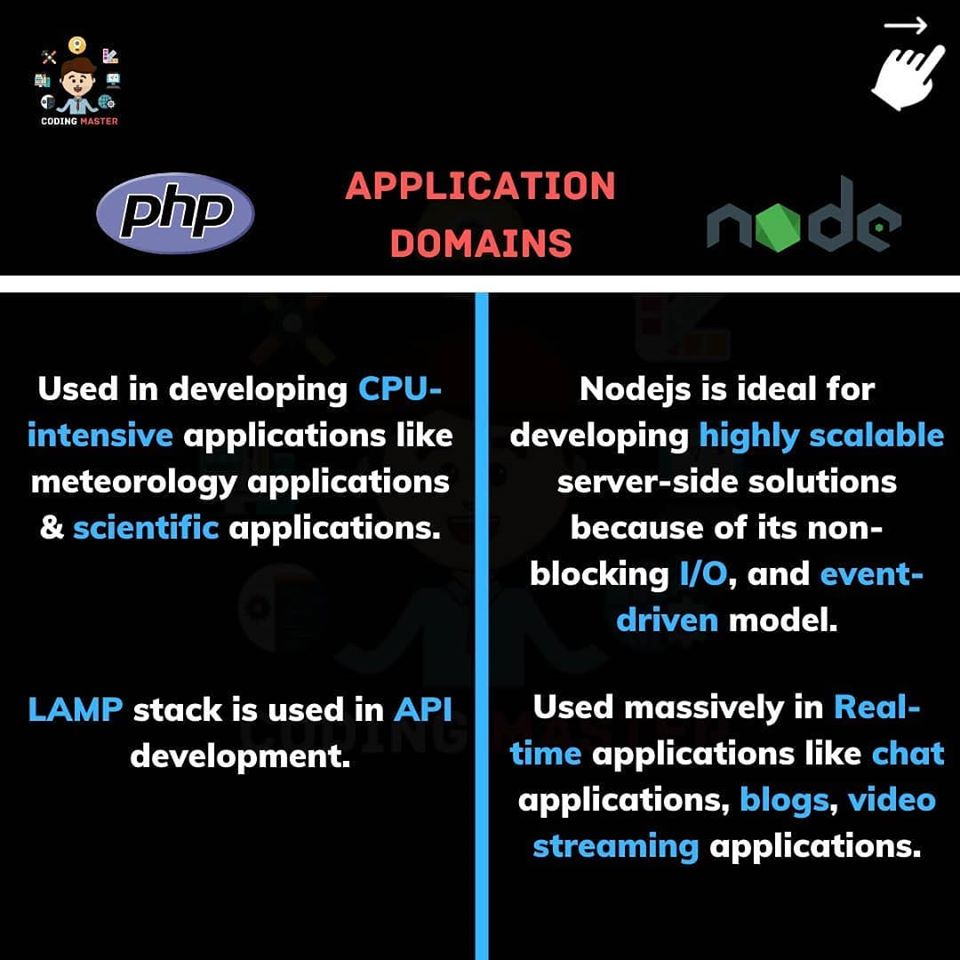 CODING MASTER
php
APPLICATION
DOMAINS
node
Used in developing CPU-
intensive applications like
meteorology applications
& scientific applications.
LAMP stack is used in API
development.
Nodejs is ideal for
developing highly scalable
server-side solutions
because of its non-
blocking I/O, and event-
driven model.
Used massively in Real-
time applications like chat
applications, blogs, video
streaming applications.
CODING MASTER